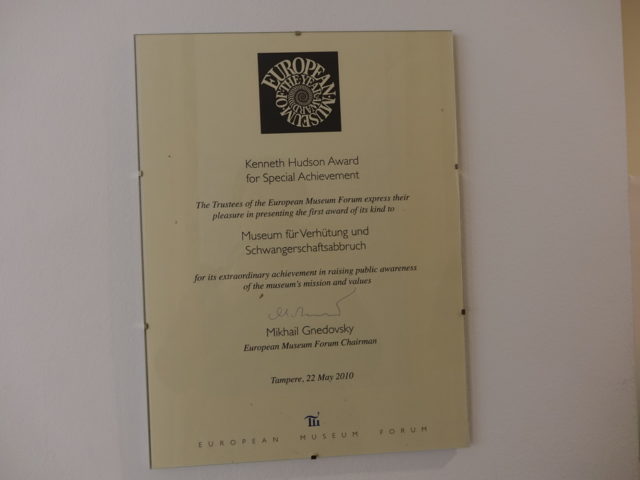 EUROPEAN·MUSEUM
OF·THE·YEAR·AWARD
Kenneth Hudson Award
for Special Achievement
The Trustees of the European Museum Forum express their
pleasure in presenting the first award of its kind to
Museum für Verhütung und
Schwangerschaftsabbruch
for its extraordinary achievement in raising public awareness
of the museum's mission and values
Mikhail Gnedovsky
European Museum Forum Chairman
Tampere, 22 May 2010
EUROPEAN MUSEUM FORUM